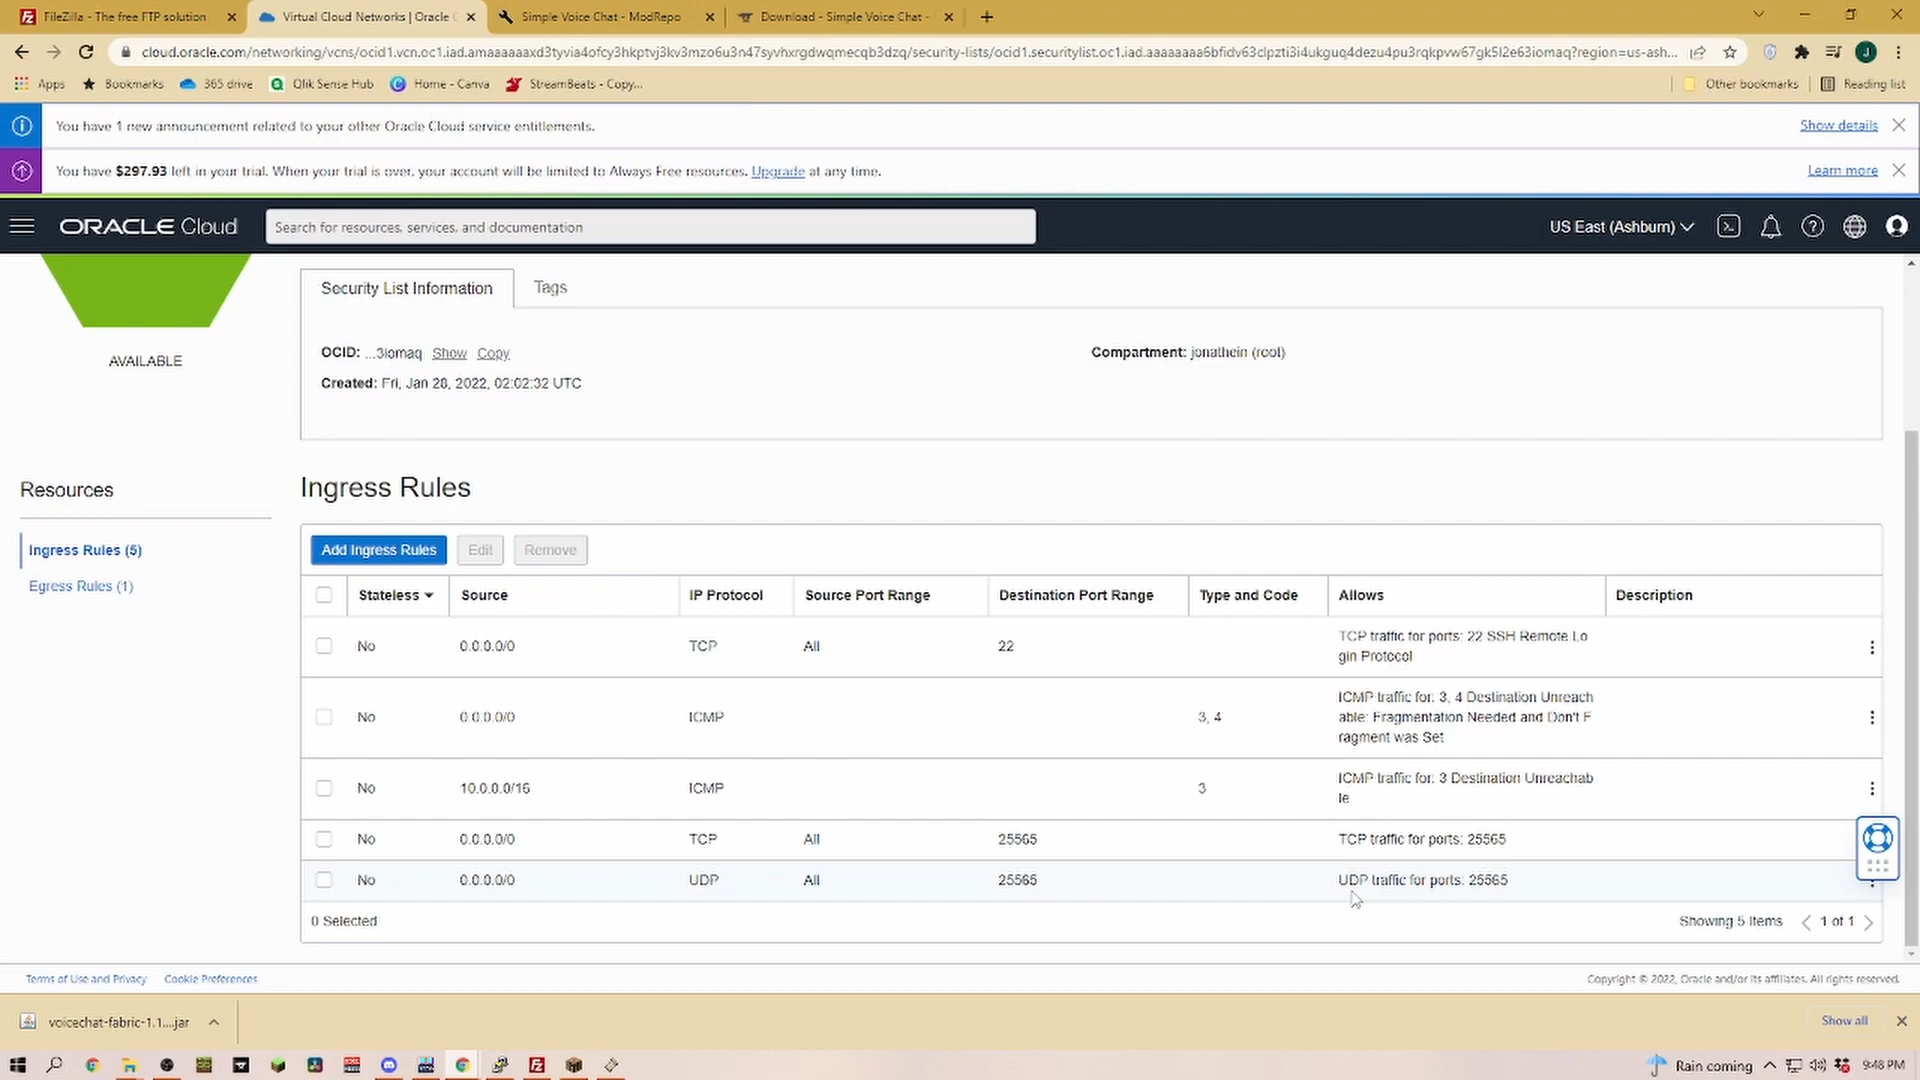 FileZilla - The free FTP solution
Virtual Cloud Networks | Oracle C
Simple Voice Chat - ModRepo
Download - Simple Voice Chat -
cloud.oracle.com/networking/vcns/ocid1.vcn.oc1.iad.amaaaaaaxd3tyvia4ofcy3hkptvj3kv3mzo6u3n47syvhxrgdwqmecqb3dzq/security-lists/ocid1.securitylist.oc1.iad.aaaaaaaa6bfidv63clpzti3i4ukguq4dezu4pu3rqkpvw67gk5l2e63iomaq?region=us-ash...
J
Apps
Bookmarks
365 drive
Qlik Sense Hub
Home - Canva
StreamBeats - Copy...
Other bookmarks
Reading list
You have 1 new announcement related to your other Oracle Cloud service entitlements.
Show details
You have $297.93 left in your trial. When your trial is over, your account will be limited to Always Free resources. Upgrade at any time.
Learn more
ORACLE Cloud
Search for resources, services, and documentation
US East (Ashburn)
Security List Information
Tags
AVAILABLE
OCID: ...3iomaq Show Copy
Compartment: jonathein (root)
Created: Fri, Jan 28, 2022, 02:02:32 UTC
Resources
Ingress Rules (5)
Egress Rules (1)
Ingress Rules
Add Ingress Rules
Edit
Remove
Stateless Source IP Protocol Source Port Range Destination Port Range Type and Code Allows Description
No 0.0.0.0/0 TCP All 22 TCP traffic for ports: 22 SSH Remote Lo
gin Protocol
No 0.0.0.0/0 ICMP 3, 4 ICMP traffic for: 3, 4 Destination Unreach
able: Fragmentation Needed and Don't F
ragment was Set
No 10.0.0.0/16 ICMP 3 ICMP traffic for: 3 Destination Unreachab
le
No 0.0.0.0/0 TCP All 25565 TCP traffic for ports: 25565
No 0.0.0.0/0 UDP All 25565 UDP traffic for ports: 25565
0 Selected
Showing 5 Items
1 of 1
Terms of Use and Privacy
Cookie Preferences
Copyright © 2022, Oracle and/or its affiliates. All rights reserved.
voicechat-fabric-1.1....jar
Show all
Rain coming
9:48 PM